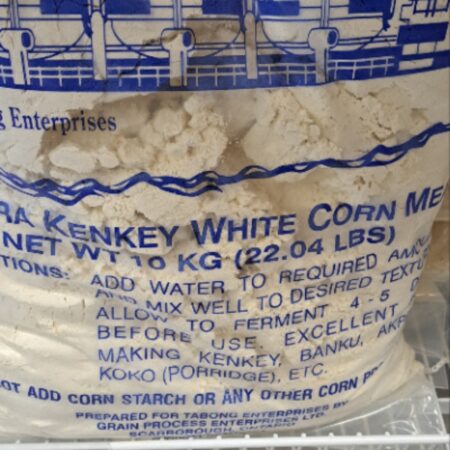 g Enterprises
RA KENKEY WHITE CORN ME
NET WT 10 KG (22.04 LBS)
TIONS: ADD WATER TO REQUIRED AMOU
AND MIX WELL TO DESIRED TEXTU
ALLOW TO FERMENT 4 - 5 D
BEFORE USE. EXCELLENT
MAKING KENKEY, BANKU, AKP
KOKO (PORRIDGE), ETC.
OT ADD CORN STARCH OR ANY OTHER CORN
PREPARED FOR TABONG ENTERPRISES BY
GRAIN PROCESS ENTERPRISES LTD.
SCARBOROUGH, ONTARIO